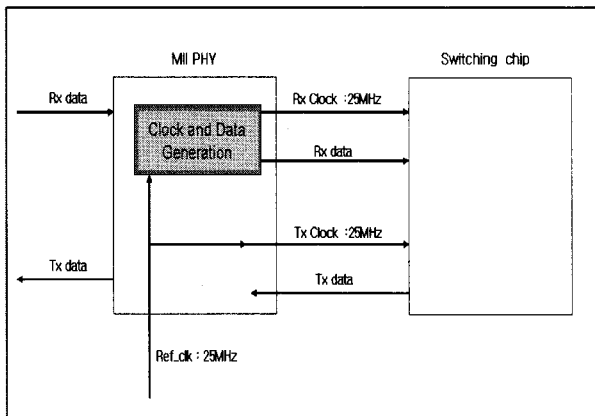 MII PHY
Switching chip
Rx data
Rx Clock :25MHz
Clock and Data
Generation
Rx data
Tx Clock :25MHz
Tx data
Tx data
Ref_clk : 25MHz